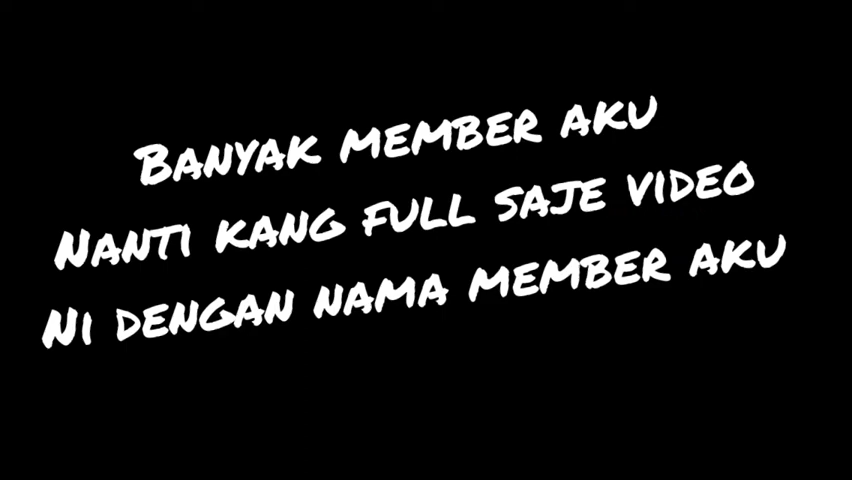 BANYAK MEMBER AKU
NANTI KANG FULL SAJE VIDEO
NI DENGAN NAMA MEMBER AKU